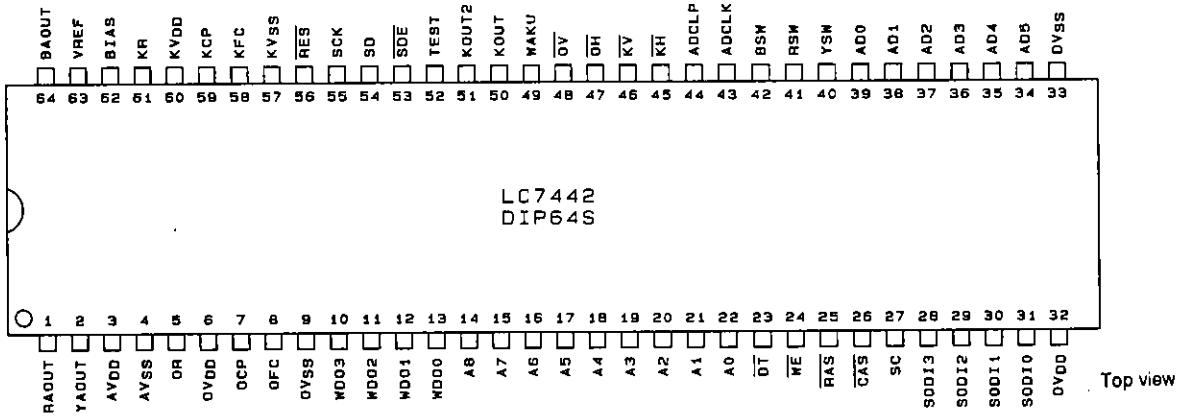 BAOUT VREF BIAS KR KVDD KCP KFC KVSS RES SCK SD SDE TEST KOUT2 KOUT WAKU OV OH KV KH ADCLP ADCLK BSW RSW YSW AD0 AD1 AD2 AD3 AD4 AD5 DVSS
64 63 62 61 60 59 58 57 56 55 54 53 52 51 50 49 48 47 46 45 44 43 42 41 40 39 38 37 36 35 34 33
LC7442
DIP64S
1 2 3 4 5 6 7 8 9 10 11 12 13 14 15 16 17 18 19 20 21 22 23 24 25 26 27 28 29 30 31 32
RAOUT YAOUT AVDD AVSS OR OVDD OCP OFC OVSS WDO3 WDO2 WDO1 WDO0 A8 A7 A6 A5 A4 A3 A2 A1 A0 DT WE RAS CAS SC SODI3 SODI2 SODI1 SODI0 DVDD
Top view